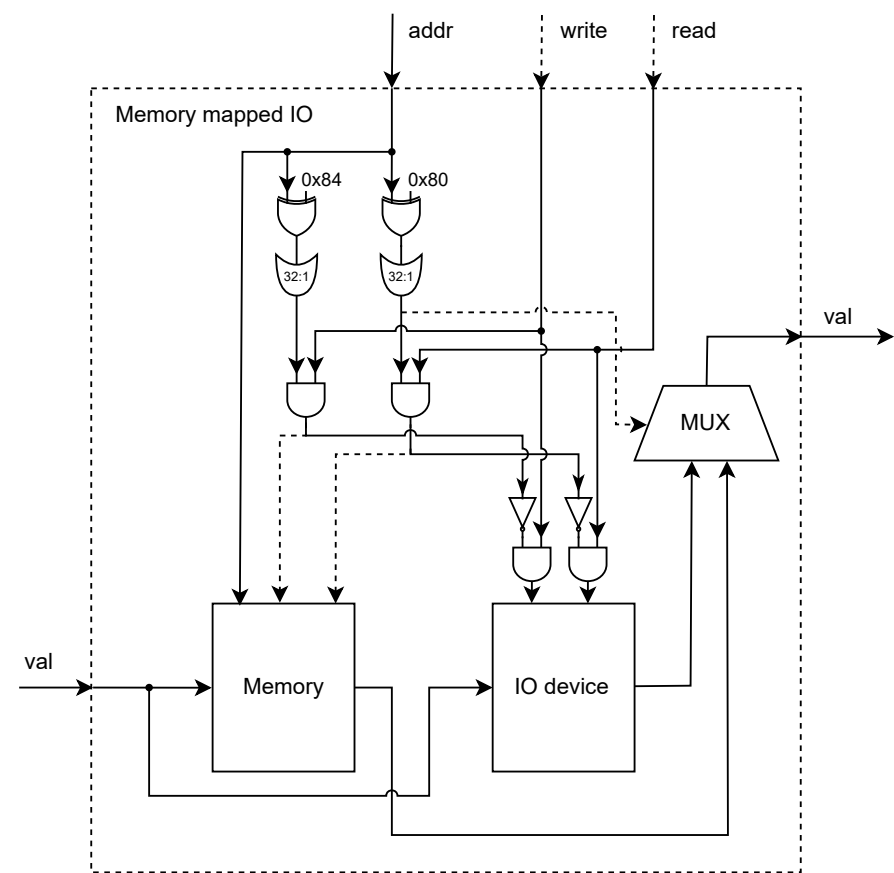 addr
write
read
Memory mapped IO
0x84
0x80
32:1
32:1
val
MUX
val
Memory
IO device